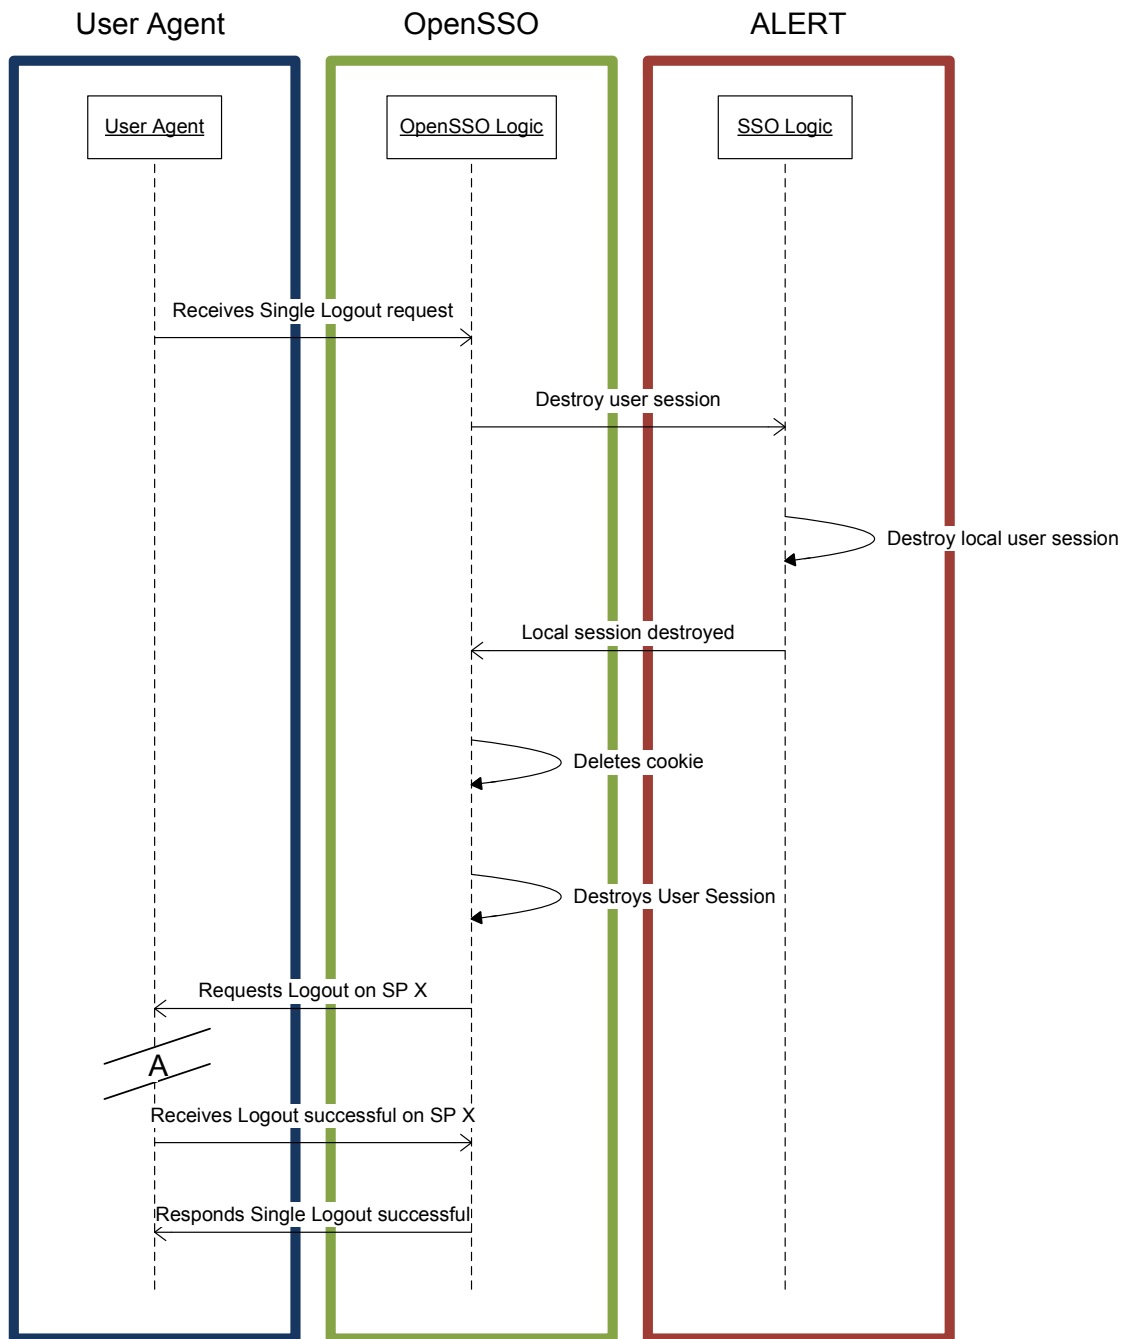 User Agent
OpenSSO
ALERT
User Agent
OpenSSO Logic
SSO Logic
Receives Single Logout request
Destroy user session
Destroy local user session
Local session destroyed
Deletes cookie
Destroys User Session
Requests Logout on SP X
A
Receives Logout successful on SP X
Responds Single Logout successful